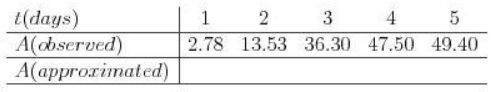 t(days) 1 2 3 4 5
A(observed) 2.78 13.53 36.30 47.50 49.40
A(approximated)